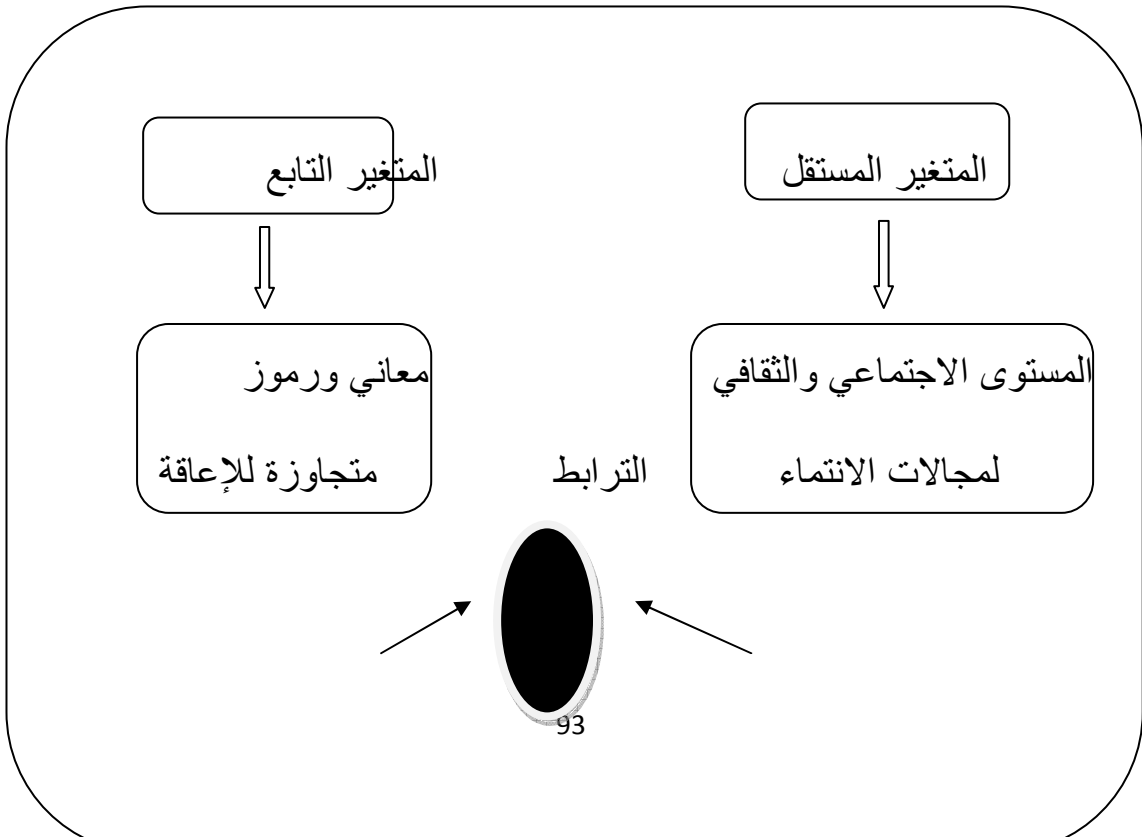 المتغير المستقل
المتغير التابع
المستوى الاجتماعي والثقافي
لمجالات الانتماء
معاني ورموز
متجاوزة للإعاقة
الترابط
93